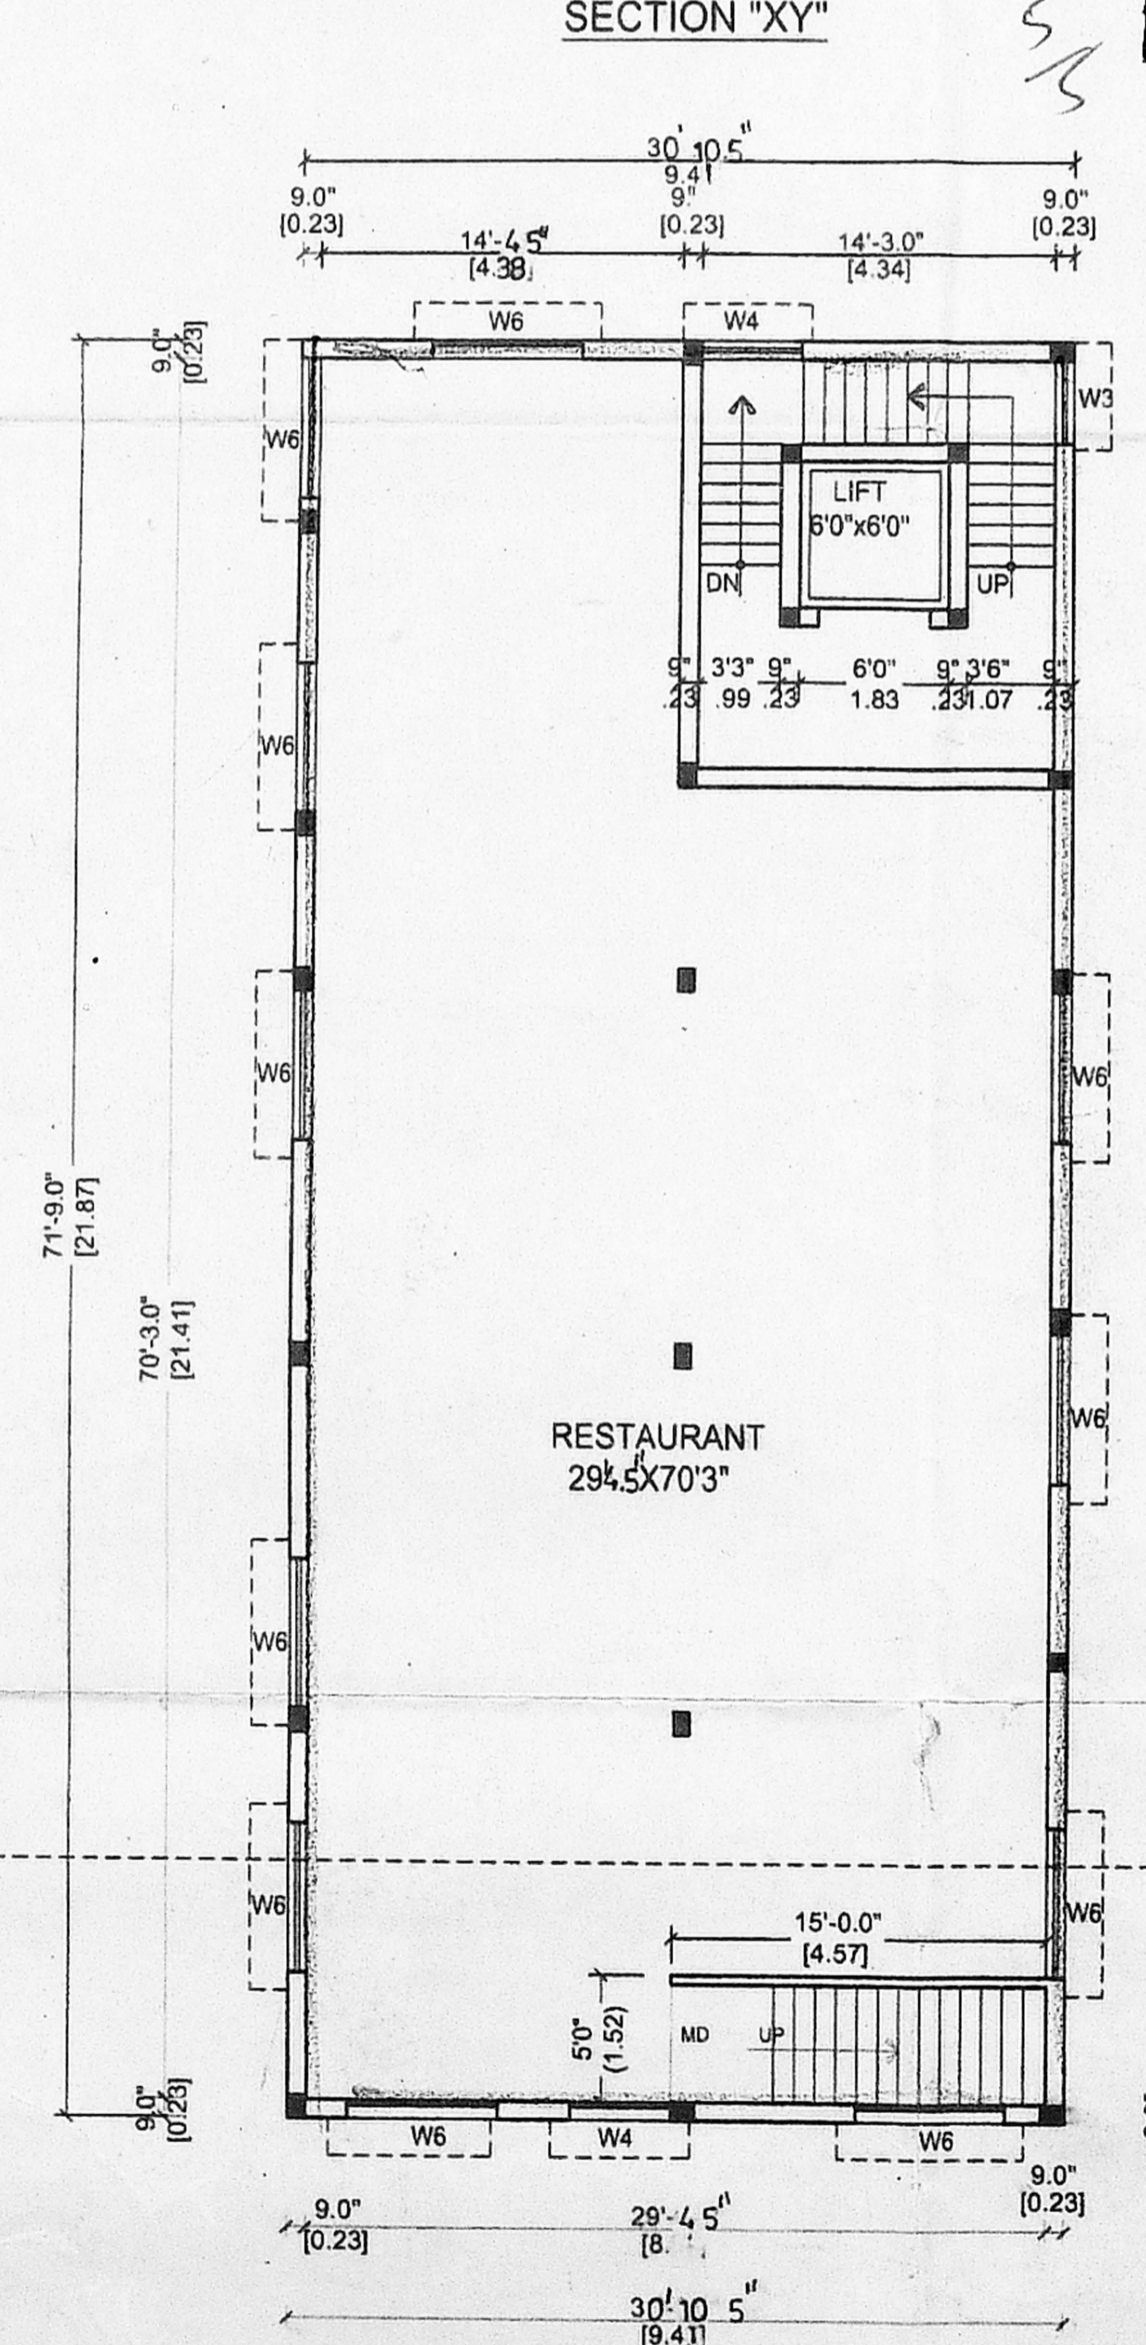 SECTION "XY"
5
5
30' 10.5"
9.41
9.0"
[0.23]
9."
[0.23]
9.0"
[0.23]
14'-4 5"
[4.38]
14'-3.0"
[4.34]
W6
W4
9.0"
[0.23]
W3
W6
LIFT
6'0"x6'0"
DN
UP
9" 3'3" 9" 6'0" 9" 3'6" 9"
.23 .99 .23 1.83 .23 1.07 .23
W6
W6
W6
71'-9.0"
[21.87]
70'-3.0"
[21.41]
W6
RESTAURANT
29'4.5"X70'3"
W6
W6
W6
15'-0.0"
[4.57]
5'0"
(1.52)
MD
UP
9.0"
[0.23]
W6
W4
W6
9.0"
[0.23]
9.0"
[0.23]
29'-4 5"
[8.
30'-10 5"
[9.41]